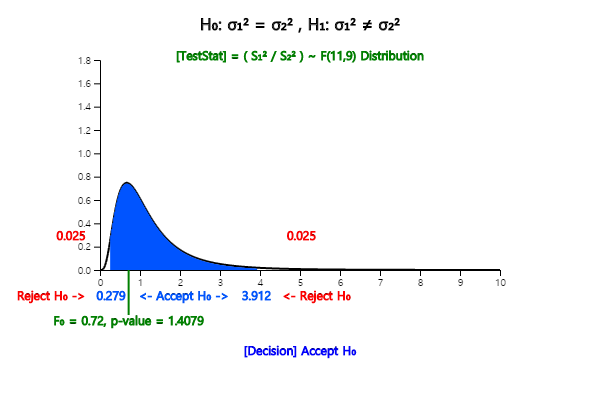 H₀: σ₁² = σ₂² , H₁: σ₁² ≠ σ₂²
[TestStat] = ( S₁² / S₂² ) ~ F(11,9) Distribution
1.8
1.6
1.4
1.2
1.0
0.8
0.6
0.4
0.025 0.025
0.2
0.0
0 1 2 3 4 5 6 7 8 9 10
Reject H₀ -> 0.279 <- Accept H₀ -> 3.912 <- Reject H₀
F₀ = 0.72, p-value = 1.4079
[Decision] Accept H₀